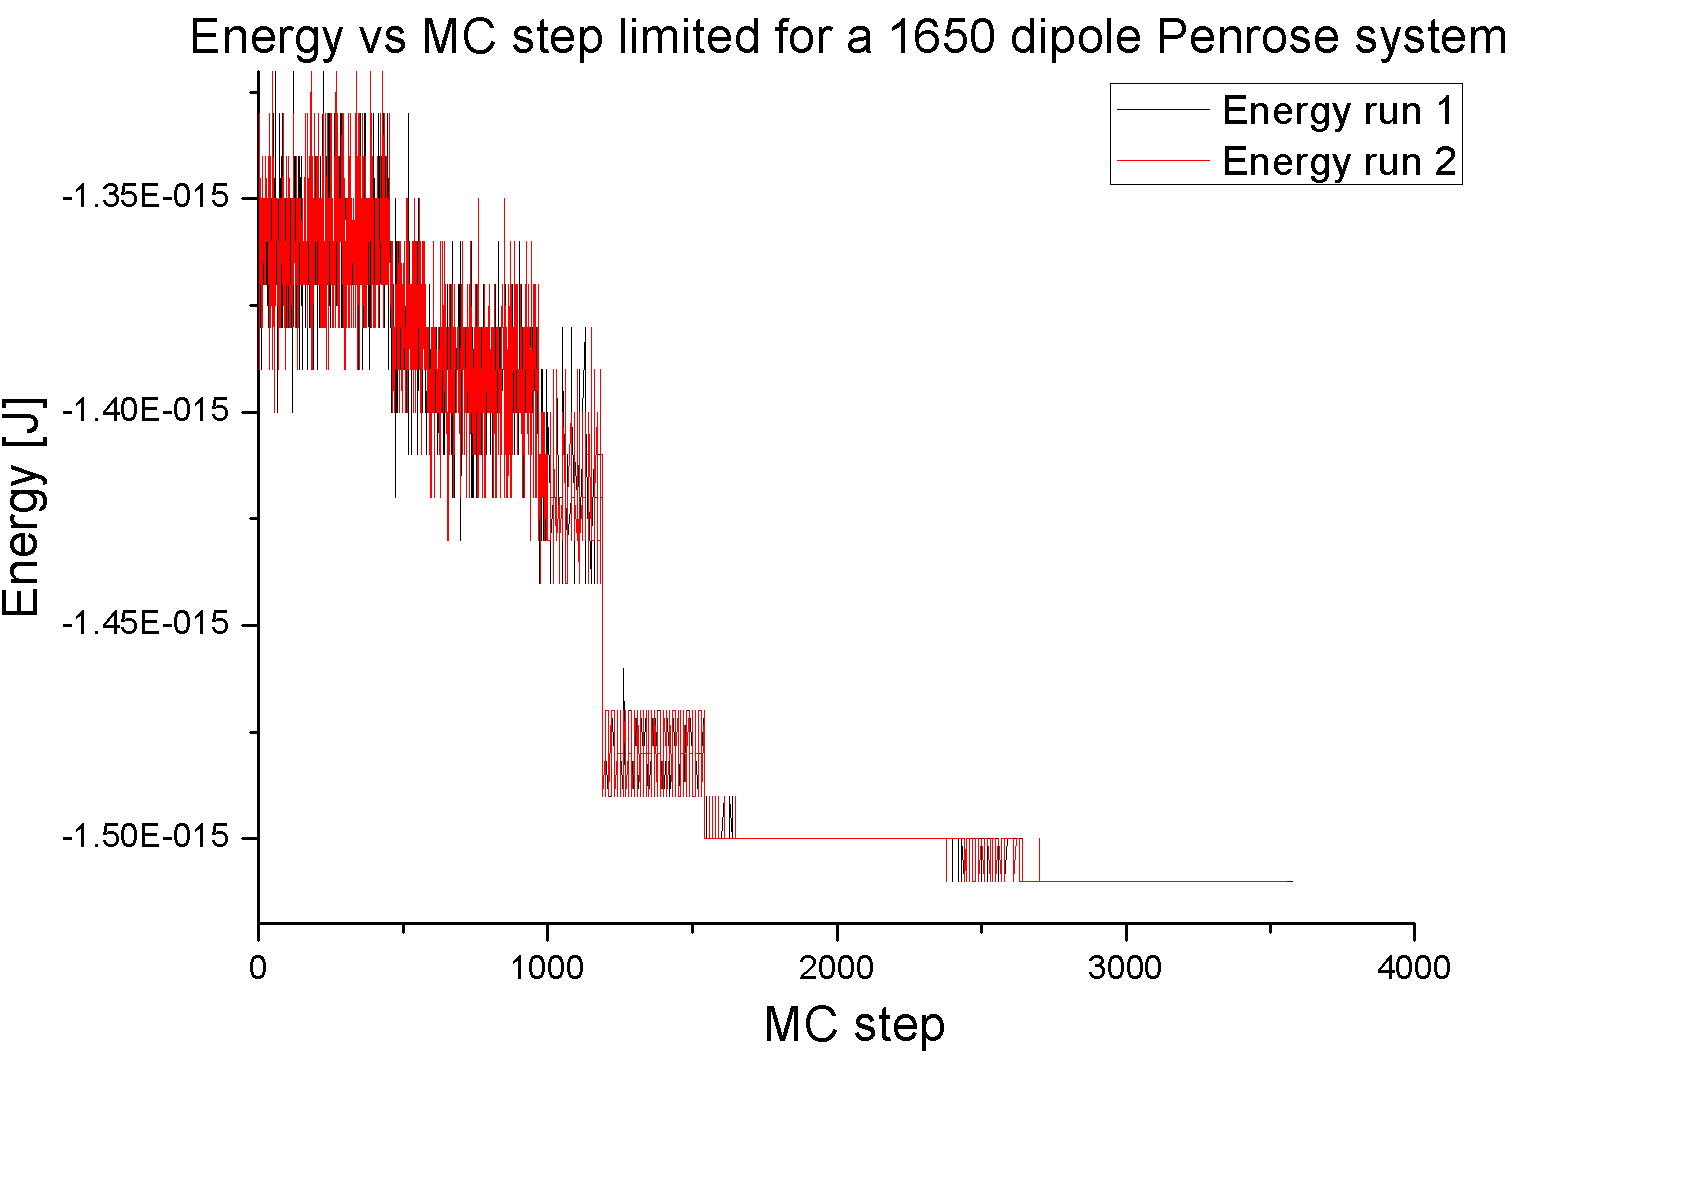 Energy vs MC step limited for a 1650 dipole Penrose system
Energy run 1
Energy run 2
-1.35E-015
-1.40E-015
-1.45E-015
-1.50E-015
Energy [J]
0 1000 2000 3000 4000
MC step